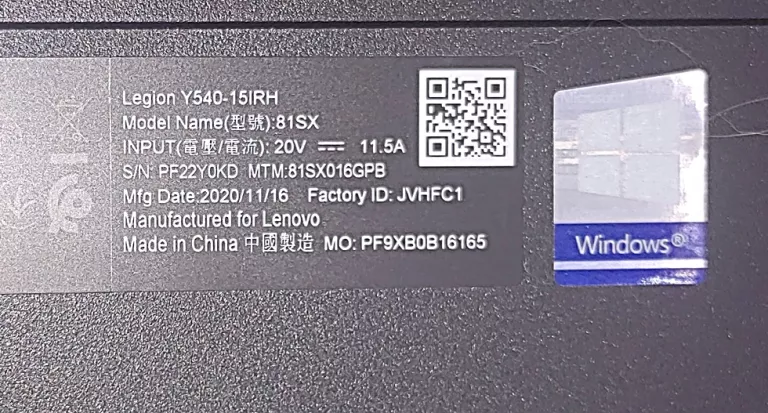 Legion Y540-15IRH
Model Name(型號):81SX
INPUT(電壓/電流): 20V ⎓ 11.5A
S/N: PF22Y0KD MTM:81SX016GPB
Mfg Date:2020/11/16 Factory ID: JVHFC1
Manufactured for Lenovo
Made in China 中國製造 MO: PF9XB0B16165
Windows®